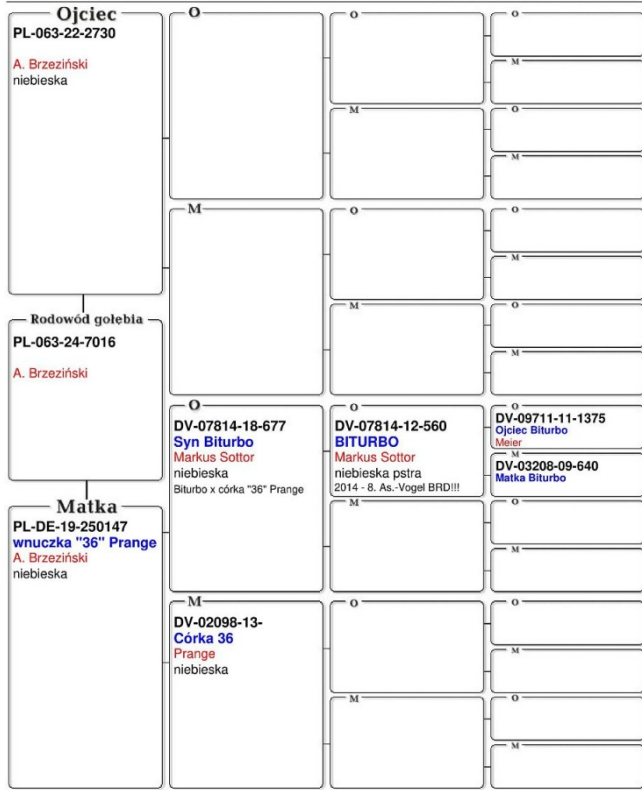 Ojciec
PL-063-22-2730
A. Brzeziński
niebieska
Rodowód gołębia
PL-063-24-7016
A. Brzeziński
Matka
PL-DE-19-250147
wnuczka "36" Prange
A. Brzeziński
niebieska
O
M
O
DV-07814-18-677
Syn Biturbo
Markus Sottor
niebieska
Biturbo x córka "36" Prange
M
DV-02098-13-
Córka 36
Prange
niebieska
O
M
O
M
O
DV-07814-12-560
BITURBO
Markus Sottor
niebieska pstra
2014 - 8. As.-Vogel BRD!!!
M
O
M
O
M
O
M
O
M
O
M
O
DV-09711-11-1375
Ojciec Biturbo
Meier
M
DV-03208-09-640
Matka Biturbo
O
M
O
M
O
M